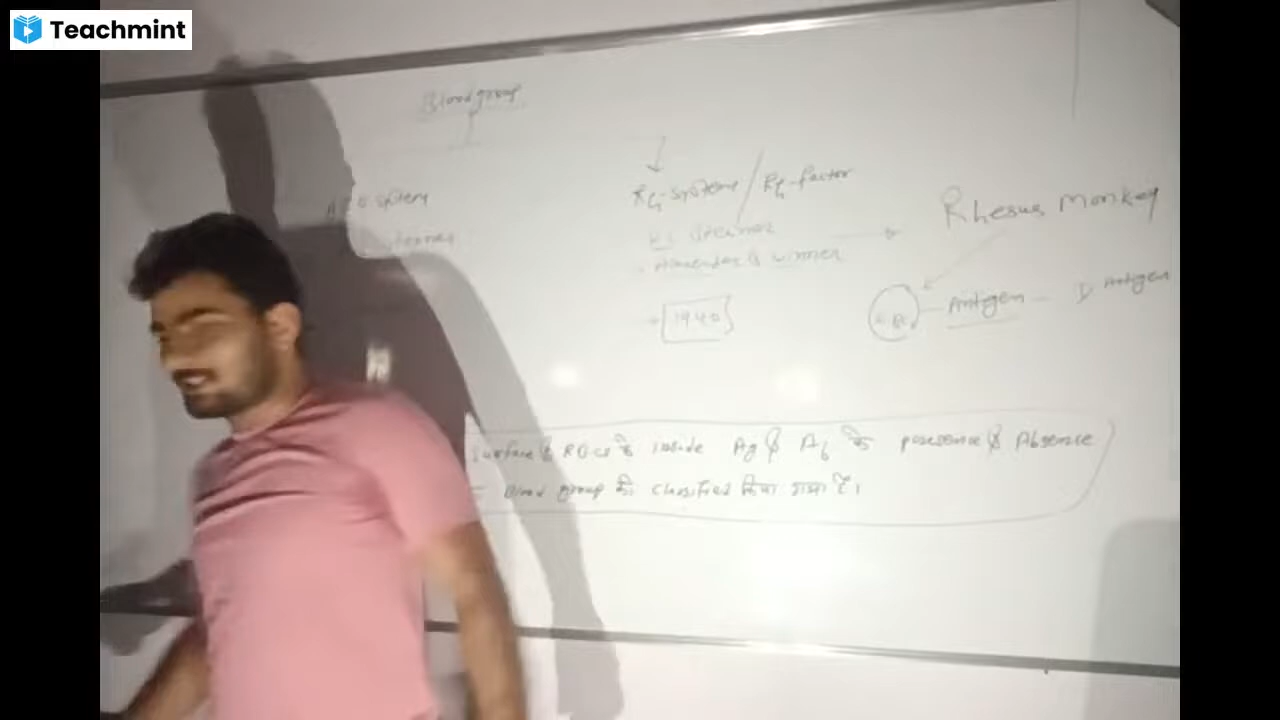 Teachmint
Blood group
system
Rh-system / Rh-factor
& winner
[1940]
Rhesus Monkey
Antigen - D Antigen
Surface & RBCs के inside Ag & Ab के presence & Absence
Blood group को classified किया गया है।